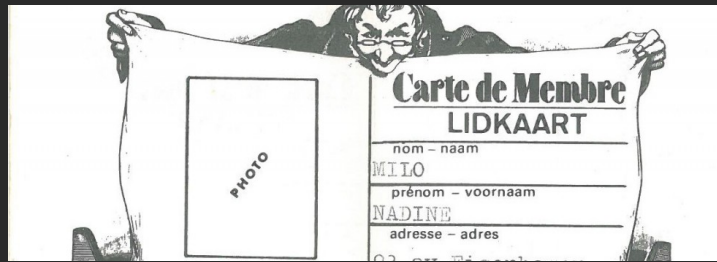 PHOTO
Carte de Membre
LIDKAART
nom – naam
MILO
prénom – voornaam
NADINE
adresse – adres